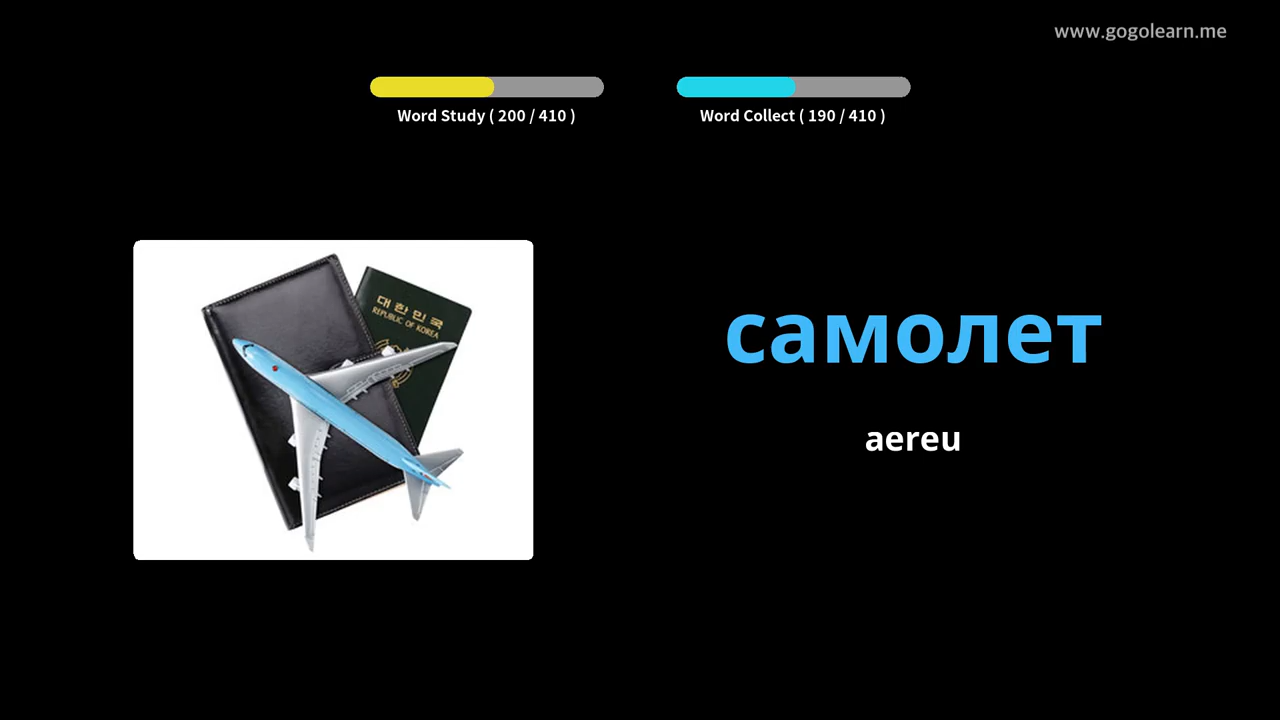 www.gogolearn.me
Word Study ( 200 / 410 )
Word Collect ( 190 / 410 )
대한민국
REPUBLIC OF KOREA
самолет
aereu